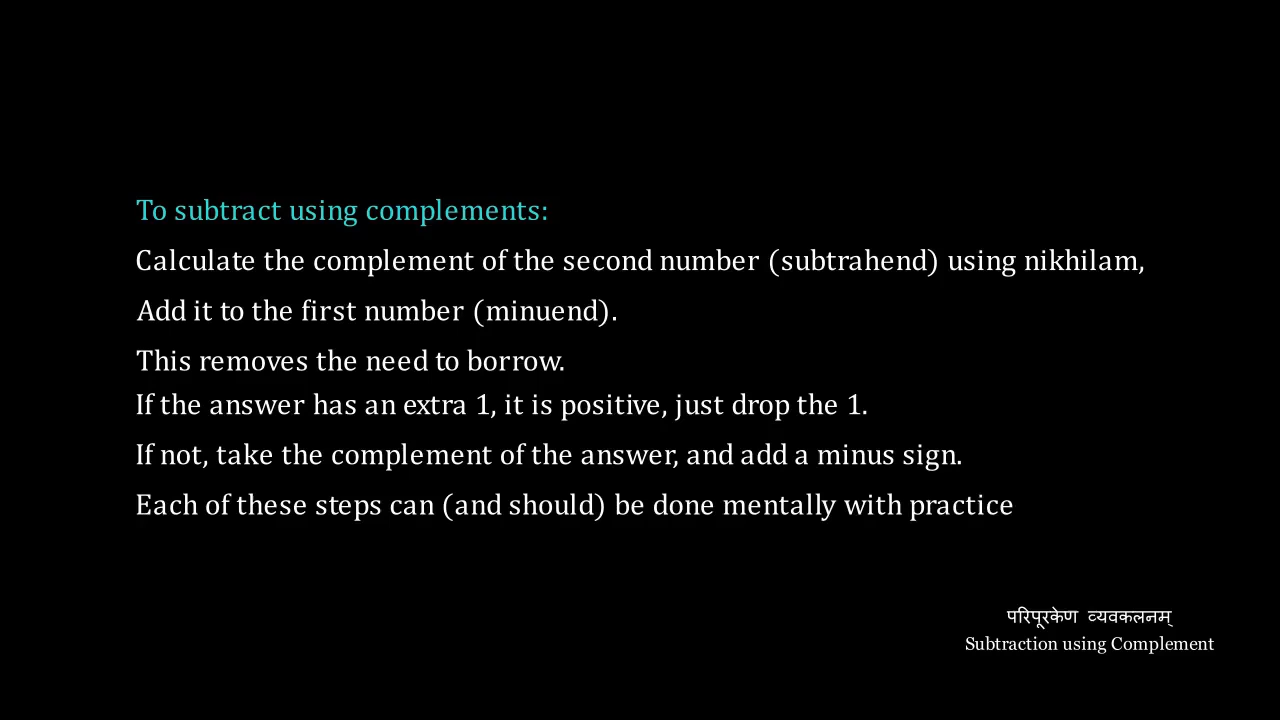 To subtract using complements:
Calculate the complement of the second number (subtrahend) using nikhilam,
Add it to the first number (minuend).
This removes the need to borrow.
If the answer has an extra 1, it is positive, just drop the 1.
If not, take the complement of the answer, and add a minus sign.
Each of these steps can (and should) be done mentally with practice
परिपूरकेण व्यवकलनम्
Subtraction using Complement